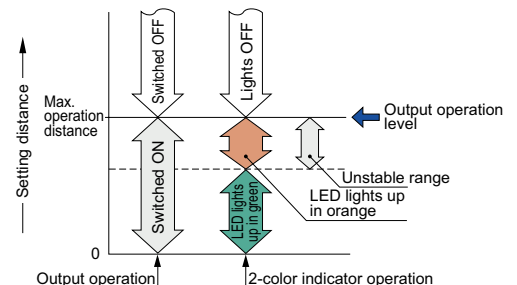 Setting distance
Switched OFF
Lights OFF
Max.
operation
distance
Output operation
level
Switched ON
LED lights
up in green
Unstable range
LED lights up
in orange
0
Output operation
2-color indicator operation